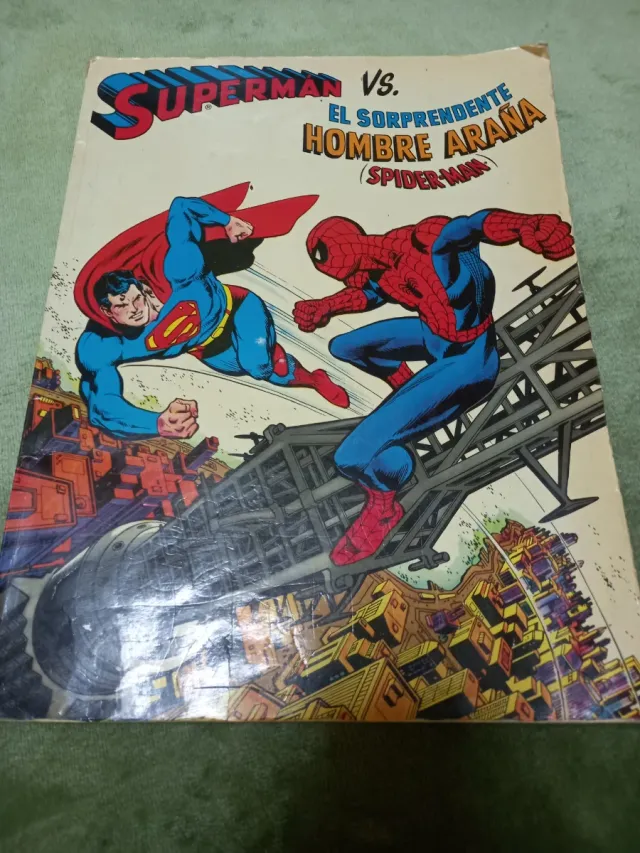 SUPERMAN® VS.
EL SORPRENDENTE
HOMBRE ARAÑA
(SPIDER-MAN)
S